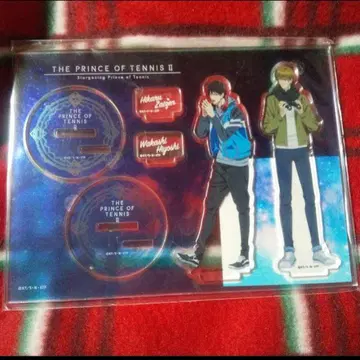 THE PRINCE OF TENNIS II
Stargazing Prince of Tennis
THE
PRINCE OF TENNIS
II
Hikaru
Zaizen
Wakashi
Hiyoshi
THE
PRINCE OF TENNIS
II